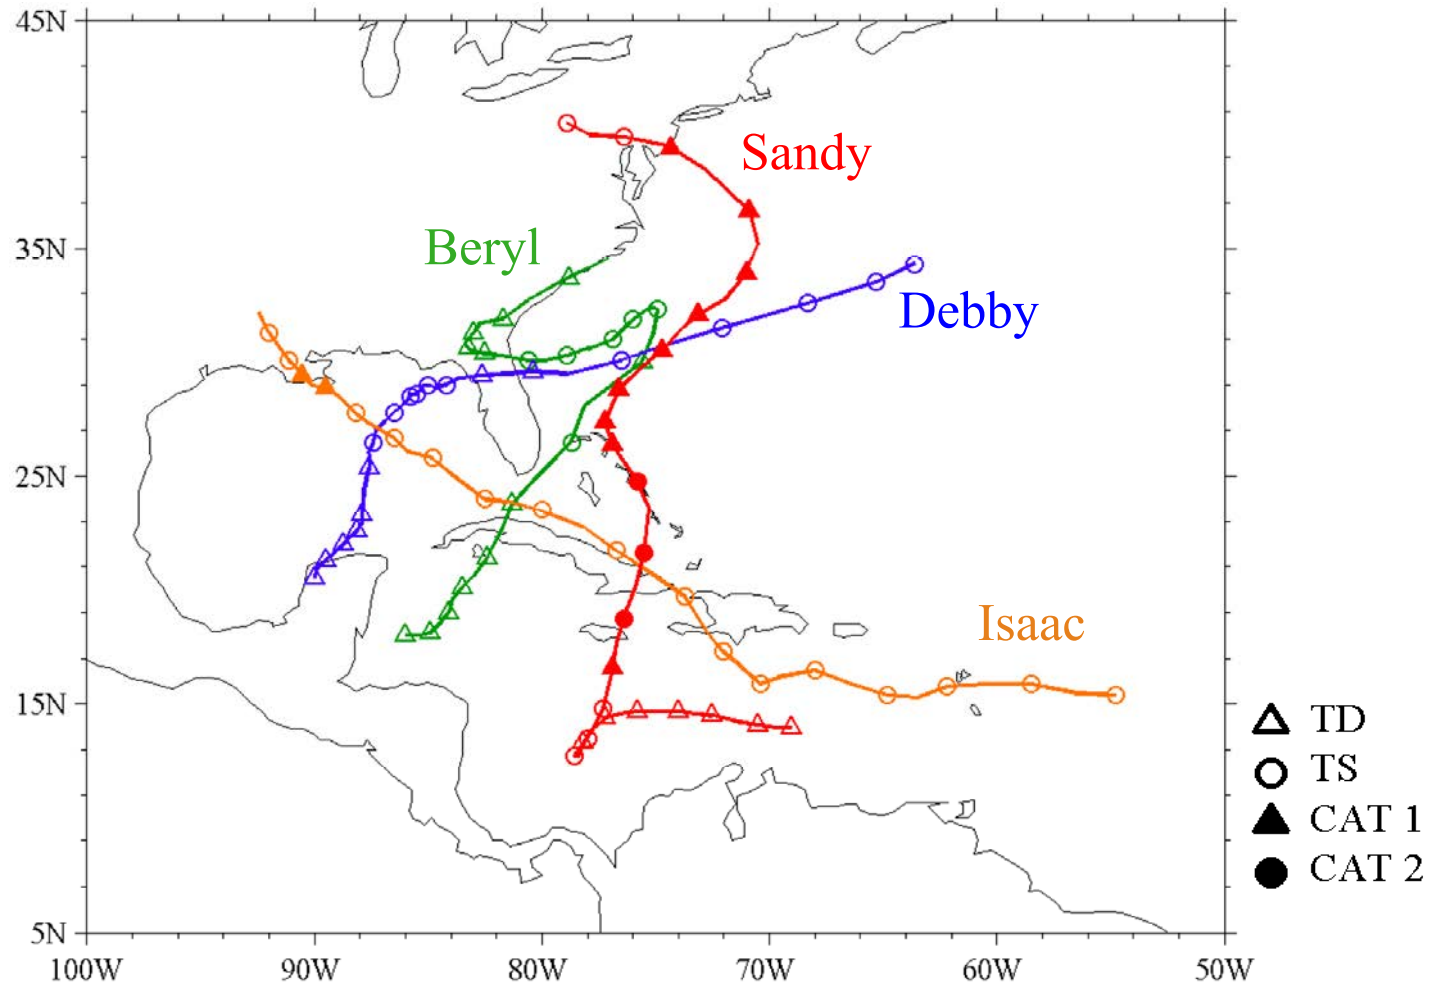 45N
Sandy
35N
Beryl
Debby
25N
Isaac
15N
TD
TS
CAT 1
CAT 2
5N
100W 90W 80W 70W 60W 50W